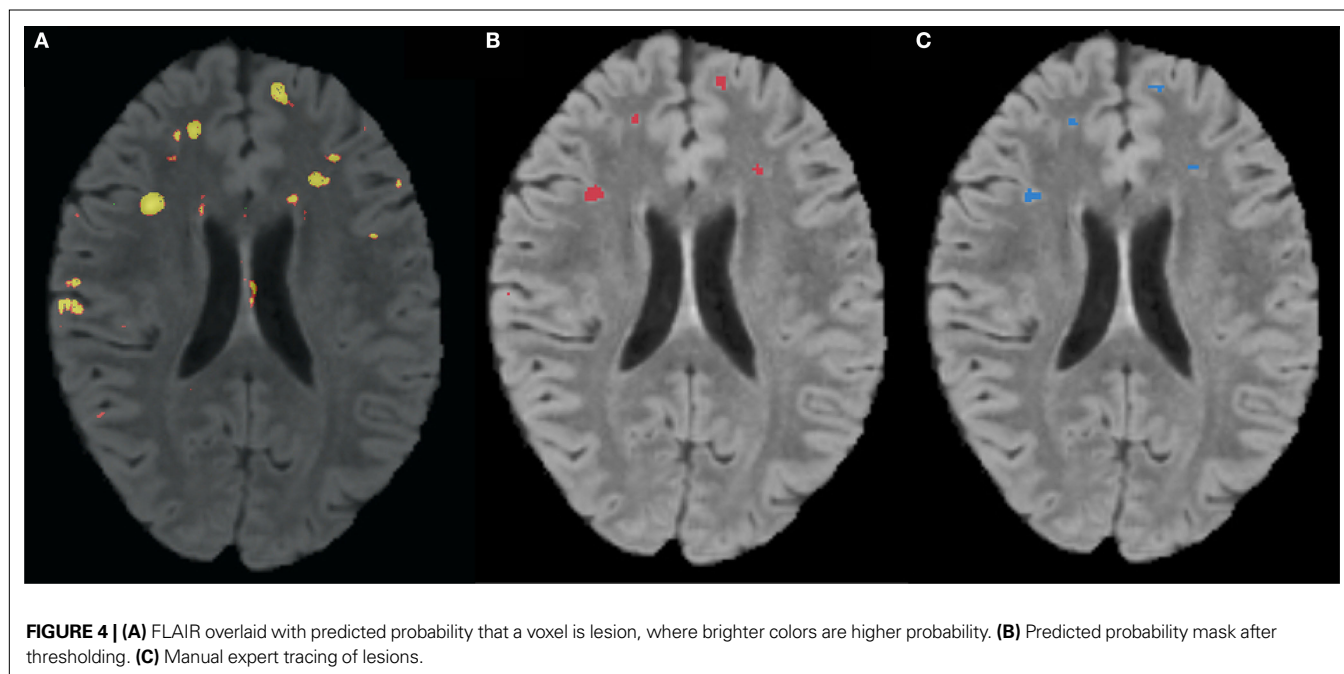 A
B
C
FIGURE 4 | (A) FLAIR overlaid with predicted probability that a voxel is lesion, where brighter colors are higher probability. (B) Predicted probability mask after
thresholding. (C) Manual expert tracing of lesions.